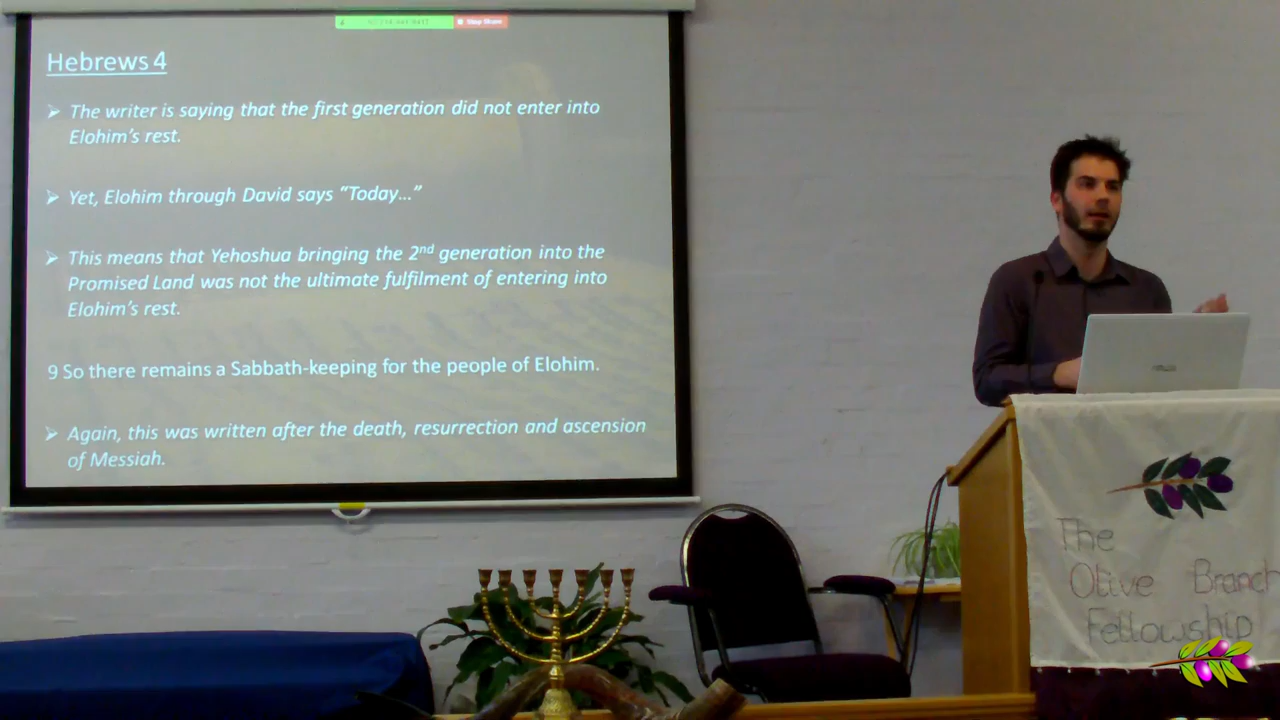 Stop Share
Hebrews 4
➢ The writer is saying that the first generation did not enter into
Elohim’s rest.
➢ Yet, Elohim through David says “Today…”
➢ This means that Yehoshua bringing the 2nd generation into the
Promised Land was not the ultimate fulfilment of entering into
Elohim’s rest.
9 So there remains a Sabbath-keeping for the people of Elohim.
➢ Again, this was written after the death, resurrection and ascension
of Messiah.
The
Olive Branch
Fellowship